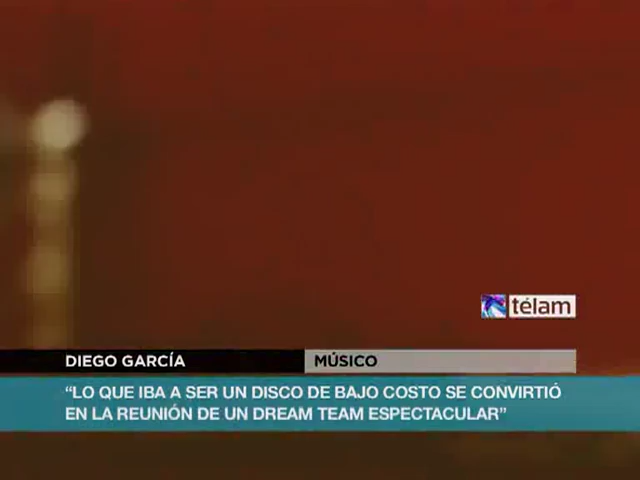 télam
DIEGO GARCÍA MÚSICO
“LO QUE IBA A SER UN DISCO DE BAJO COSTO SE CONVIRTIÓ
EN LA REUNIÓN DE UN DREAM TEAM ESPECTACULAR”